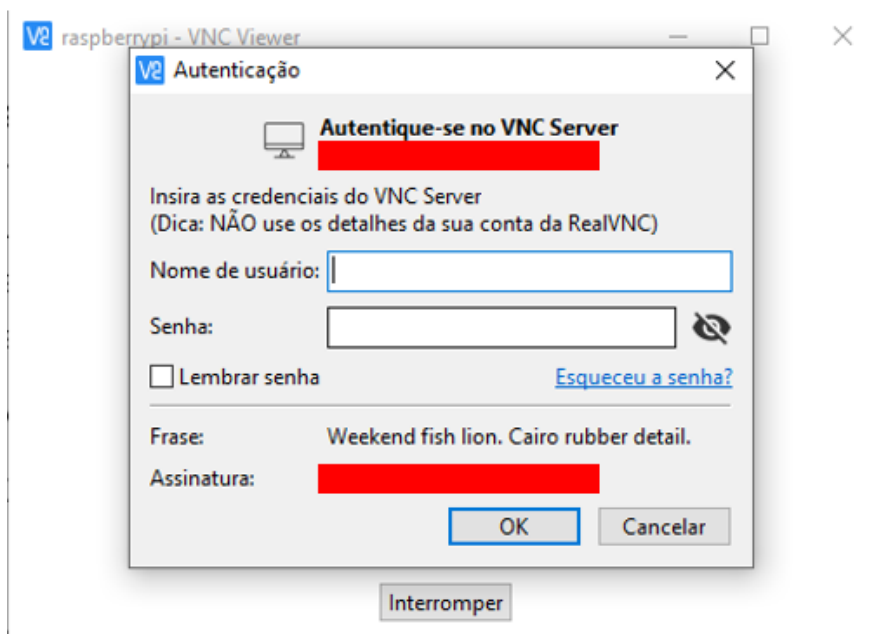 V2 raspberrypi - VNC Viewer
V2 Autenticação
Autentique-se no VNC Server
Insira as credenciais do VNC Server
(Dica: NÃO use os detalhes da sua conta da RealVNC)
Nome de usuário:
Senha:
Lembrar senha
Esqueceu a senha?
Frase: Weekend fish lion. Cairo rubber detail.
Assinatura:
OK Cancelar
Interromper